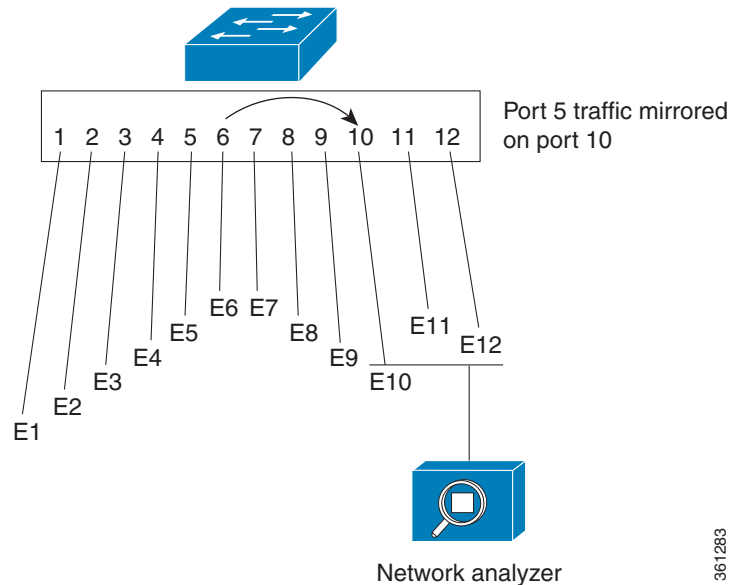 Port 5 traffic mirrored
on port 10
1 2 3 4 5 6 7 8 9 10 11 12
E6 E7
E5 E8
E11
E4 E9 E12
E3 E10
E2
E1
Network analyzer
361283